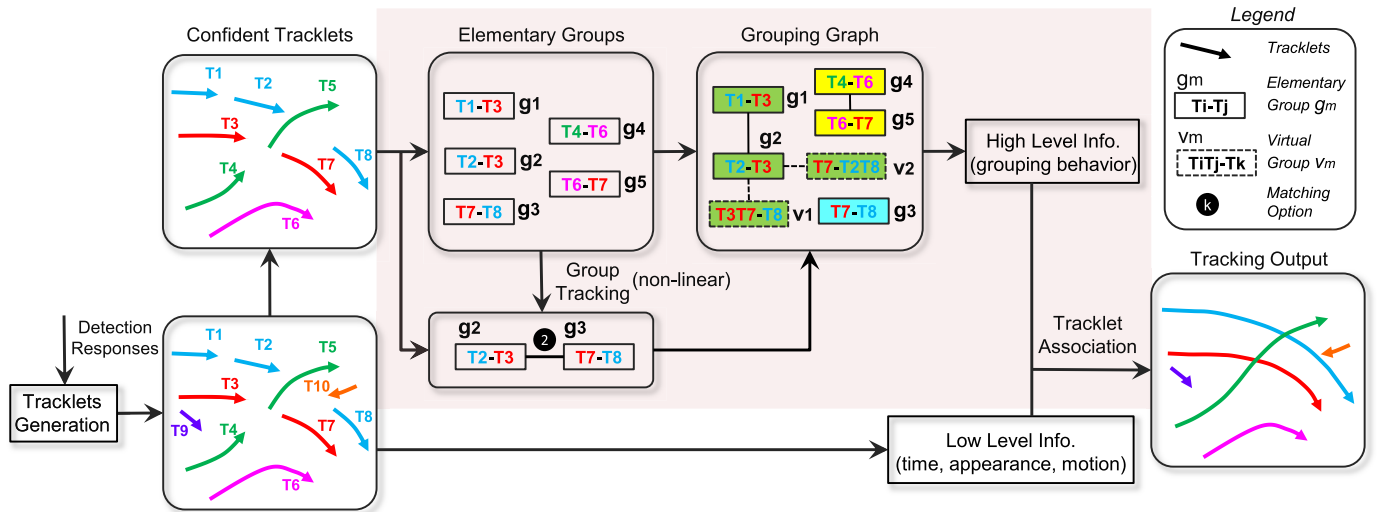 Confident Tracklets
T1
T2
T5
T3
T7
T8
T4
T6
Elementary Groups
T1-T3 g1
T4-T6 g4
T2-T3 g2
T6-T7 g5
T7-T8 g3
Grouping Graph
T4-T6 g4
T1-T3 g1
T6-T7 g5
g2
T2-T3
T7-T2T8 v2
T3T7-T8 v1
T7-T8 g3
Group
Tracking
(non-linear)
g2 2 g3
T2-T3 T7-T8
High Level Info.
(grouping behavior)
Legend
Tracklets
gm Elementary
Ti-Tj Group gm
vm Virtual
TiTj-Tk Group vm
k Matching
Option
Detection
Responses
Tracklets
Generation
T1
T2
T5
T3
T10
T9
T4
T7
T8
T6
Low Level Info.
(time, appearance, motion)
Tracklet
Association
Tracking Output